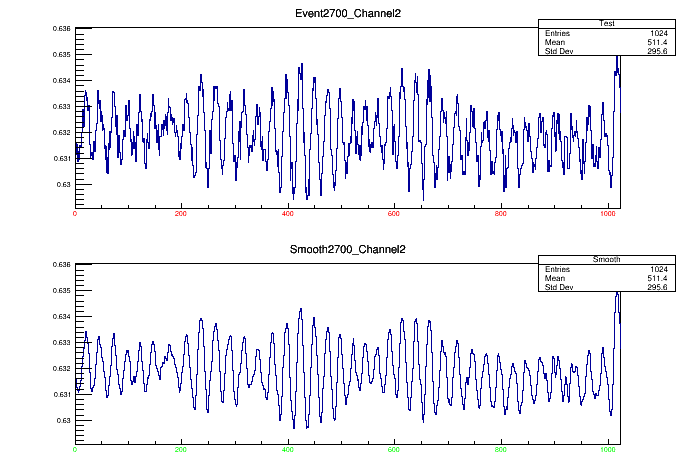 Event2700_Channel2
Test
Entries 1024
Mean 511.4
Std Dev 295.6
0.636
0.635
0.634
0.633
0.632
0.631
0.63
0 200 400 600 800 1000
Smooth2700_Channel2
Smooth
Entries 1024
Mean 511.4
Std Dev 295.6
0.636
0.635
0.634
0.633
0.632
0.631
0.63
0 200 400 600 800 1000